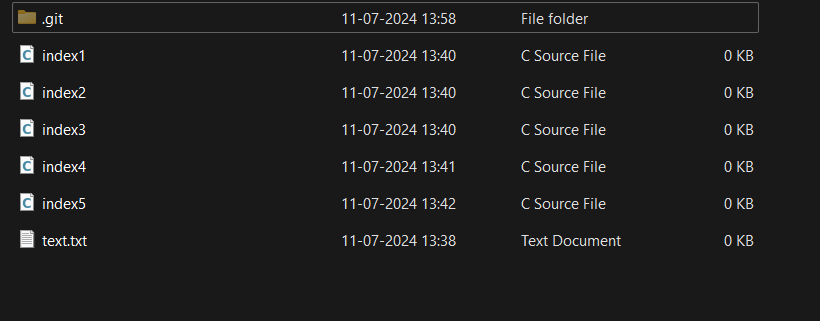 .git 11-07-2024 13:58 File folder
C index1 11-07-2024 13:40 C Source File 0 KB
C index2 11-07-2024 13:40 C Source File 0 KB
C index3 11-07-2024 13:40 C Source File 0 KB
C index4 11-07-2024 13:41 C Source File 0 KB
C index5 11-07-2024 13:42 C Source File 0 KB
text.txt 11-07-2024 13:38 Text Document 0 KB